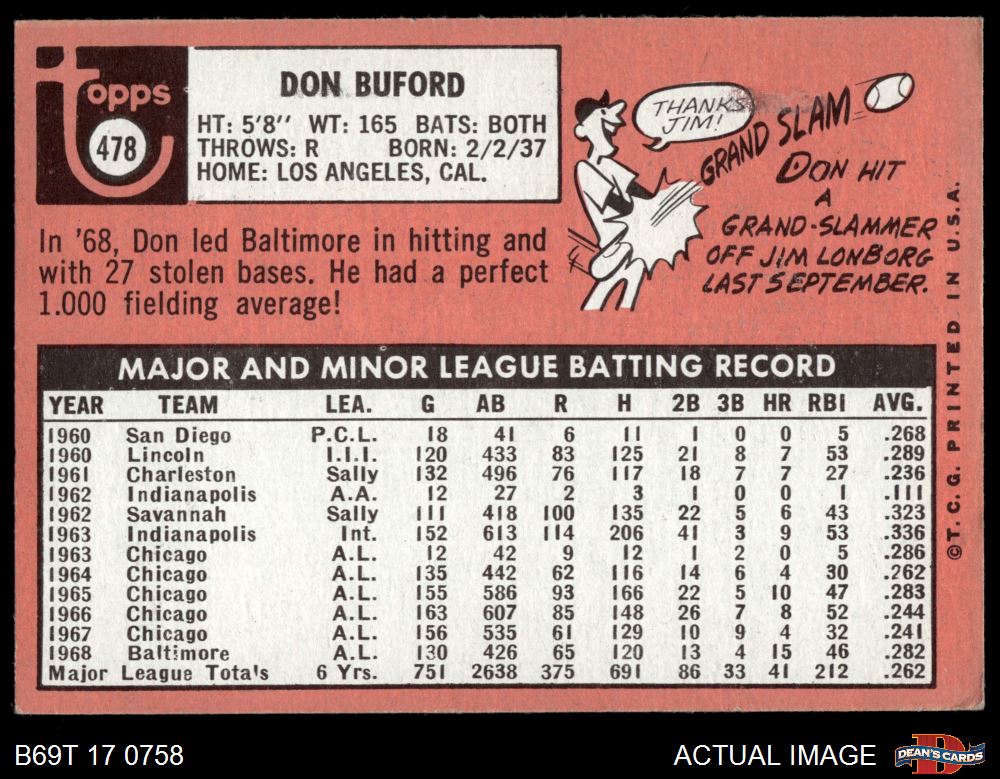 topps
478
DON BUFORD
HT: 5'8'' WT: 165 BATS: BOTH
THROWS: R BORN: 2/2/37
HOME: LOS ANGELES, CAL.
In '68, Don led Baltimore in hitting and
with 27 stolen bases. He had a perfect
1.000 fielding average!
THANKS
JIM!
GRAND SLAM
DON HIT
A
GRAND-SLAMMER
OFF JIM LONBORG
LAST SEPTEMBER.
MAJOR AND MINOR LEAGUE BATTING RECORD
YEAR TEAM LEA. G AB R H 2B 3B HR RBI AVG.
1960 San Diego P.C.L. 18 41 6 11 1 0 0 5 .268
1960 Lincoln I.I.I. 120 433 83 125 21 8 7 53 .289
1961 Charleston Sally 132 496 76 117 18 7 7 27 .236
1962 Indianapolis A.A. 12 27 2 3 1 0 0 1 .111
1962 Savannah Sally 111 418 100 135 22 5 6 43 .323
1963 Indianapolis Int. 152 613 114 206 41 3 9 53 .336
1963 Chicago A.L. 12 42 9 12 1 2 0 5 .286
1964 Chicago A.L. 135 442 62 116 14 6 4 30 .262
1965 Chicago A.L. 155 586 93 166 22 5 10 47 .283
1966 Chicago A.L. 163 607 85 148 26 7 8 52 .244
1967 Chicago A.L. 156 535 61 129 10 9 4 32 .241
1968 Baltimore A.L. 130 426 65 120 13 4 15 46 .282
Major League Totals 6 Yrs. 751 2638 375 691 86 33 41 212 .262
©T.C.G. PRINTED IN U.S.A.
B69T 17 0758
ACTUAL IMAGE
DEAN'S CARDS